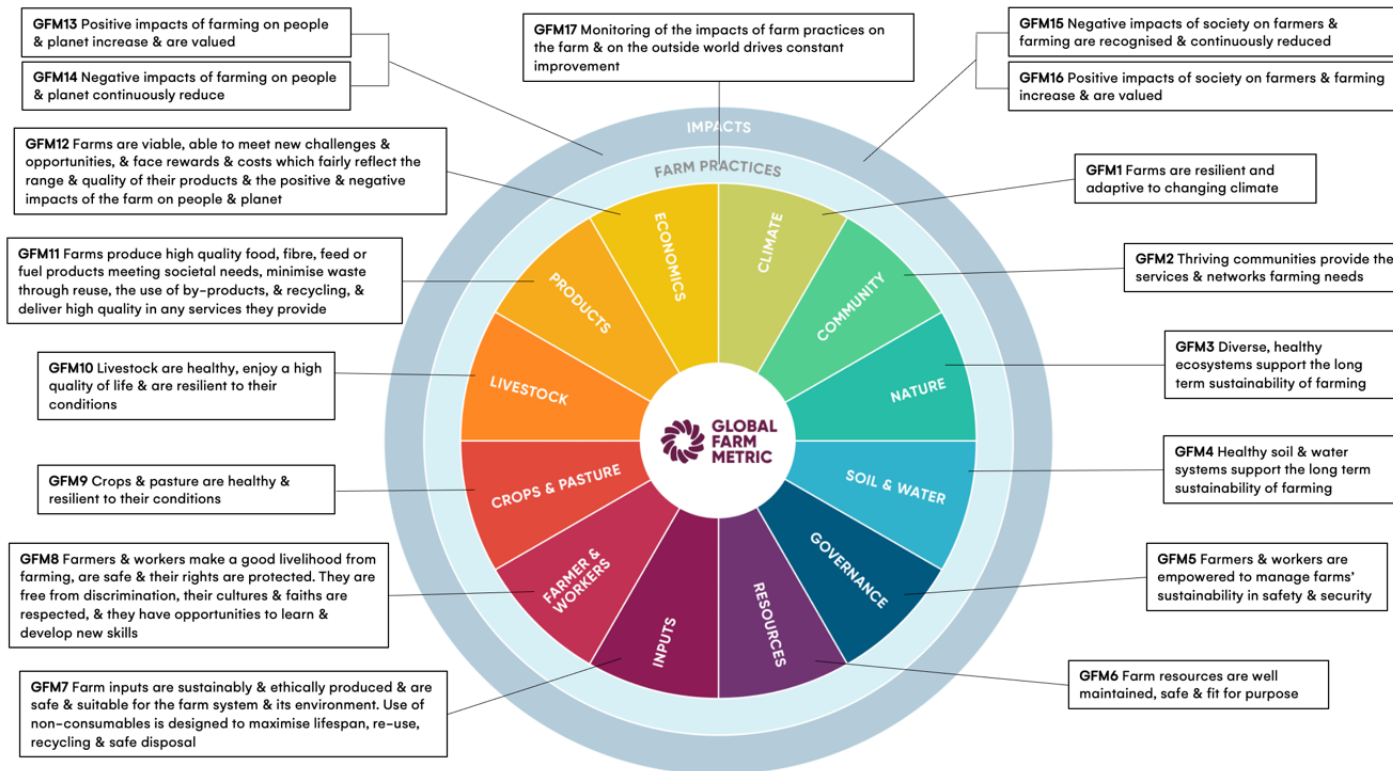 GFM13 Positive impacts of farming on people
& planet increase & are valued
GFM14 Negative impacts of farming on people
& planet continuously reduce
GFM17 Monitoring of the impacts of farm practices on
the farm & on the outside world drives constant
improvement
GFM15 Negative impacts of society on farmers &
farming are recognised & continuously reduced
GFM16 Positive impacts of society on farmers & farming
increase & are valued
GFM12 Farms are viable, able to meet new challenges &
opportunities, & face rewards & costs which fairly reflect the
range & quality of their products & the positive & negative
impacts of the farm on people & planet
GFM11 Farms produce high quality food, fibre, feed or
fuel products meeting societal needs, minimise waste
through reuse, the use of by-products, & recycling, &
deliver high quality in any services they provide
GFM10 Livestock are healthy, enjoy a high
quality of life & are resilient to their
conditions
GFM9 Crops & pasture are healthy &
resilient to their conditions
GFM8 Farmers & workers make a good livelihood from
farming, are safe & their rights are protected. They are
free from discrimination, their cultures & faiths are
respected, & they have opportunities to learn &
develop new skills
GFM7 Farm inputs are sustainably & ethically produced & are
safe & suitable for the farm system & its environment. Use of
non-consumables is designed to maximise lifespan, re-use,
recycling & safe disposal
IMPACTS
FARM PRACTICES
ECONOMICS
CLIMATE
PRODUCTS
COMMUNITY
LIVESTOCK
NATURE
GLOBAL
FARM
METRIC
CROPS & PASTURE
SOIL & WATER
FARMER &
WORKERS
GOVERNANCE
INPUTS
RESOURCES
GFM1 Farms are resilient and
adaptive to changing climate
GFM2 Thriving communities provide the
services & networks farming needs
GFM3 Diverse, healthy
ecosystems support the long
term sustainability of farming
GFM4 Healthy soil & water
systems support the long term
sustainability of farming
GFM5 Farmers & workers are
empowered to manage farms'
sustainability in safety & security
GFM6 Farm resources are well
maintained, safe & fit for purpose